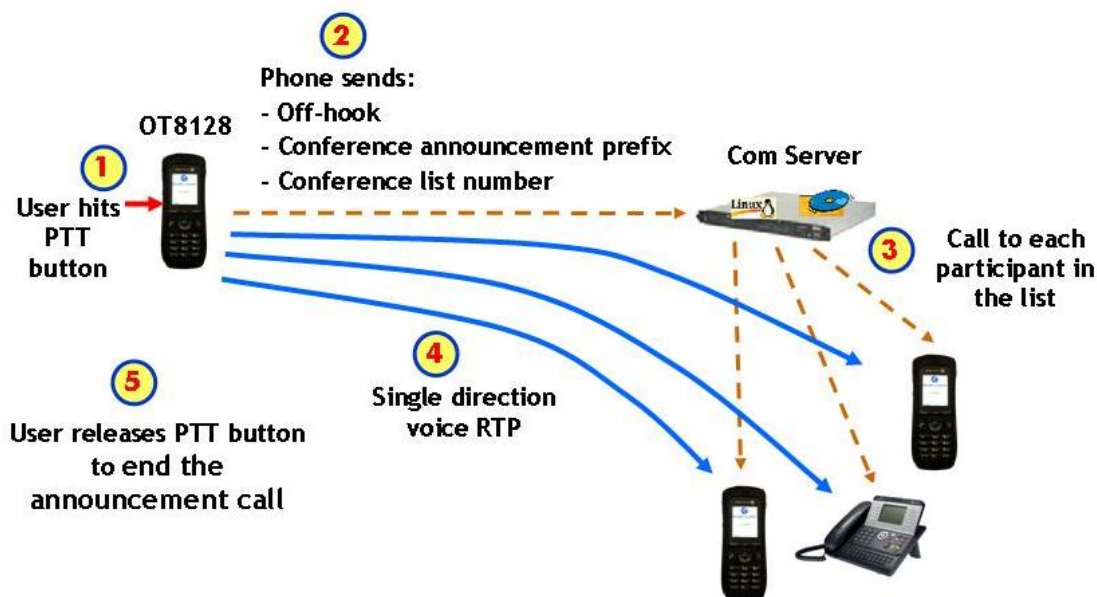 2
Phone sends:
- Off-hook
- Conference announcement prefix
- Conference list number
OT8128
1
User hits
PTT
button
Com Server
Linux
3
Call to each
participant in
the list
4
Single direction
voice RTP
5
User releases PTT button
to end the
announcement call